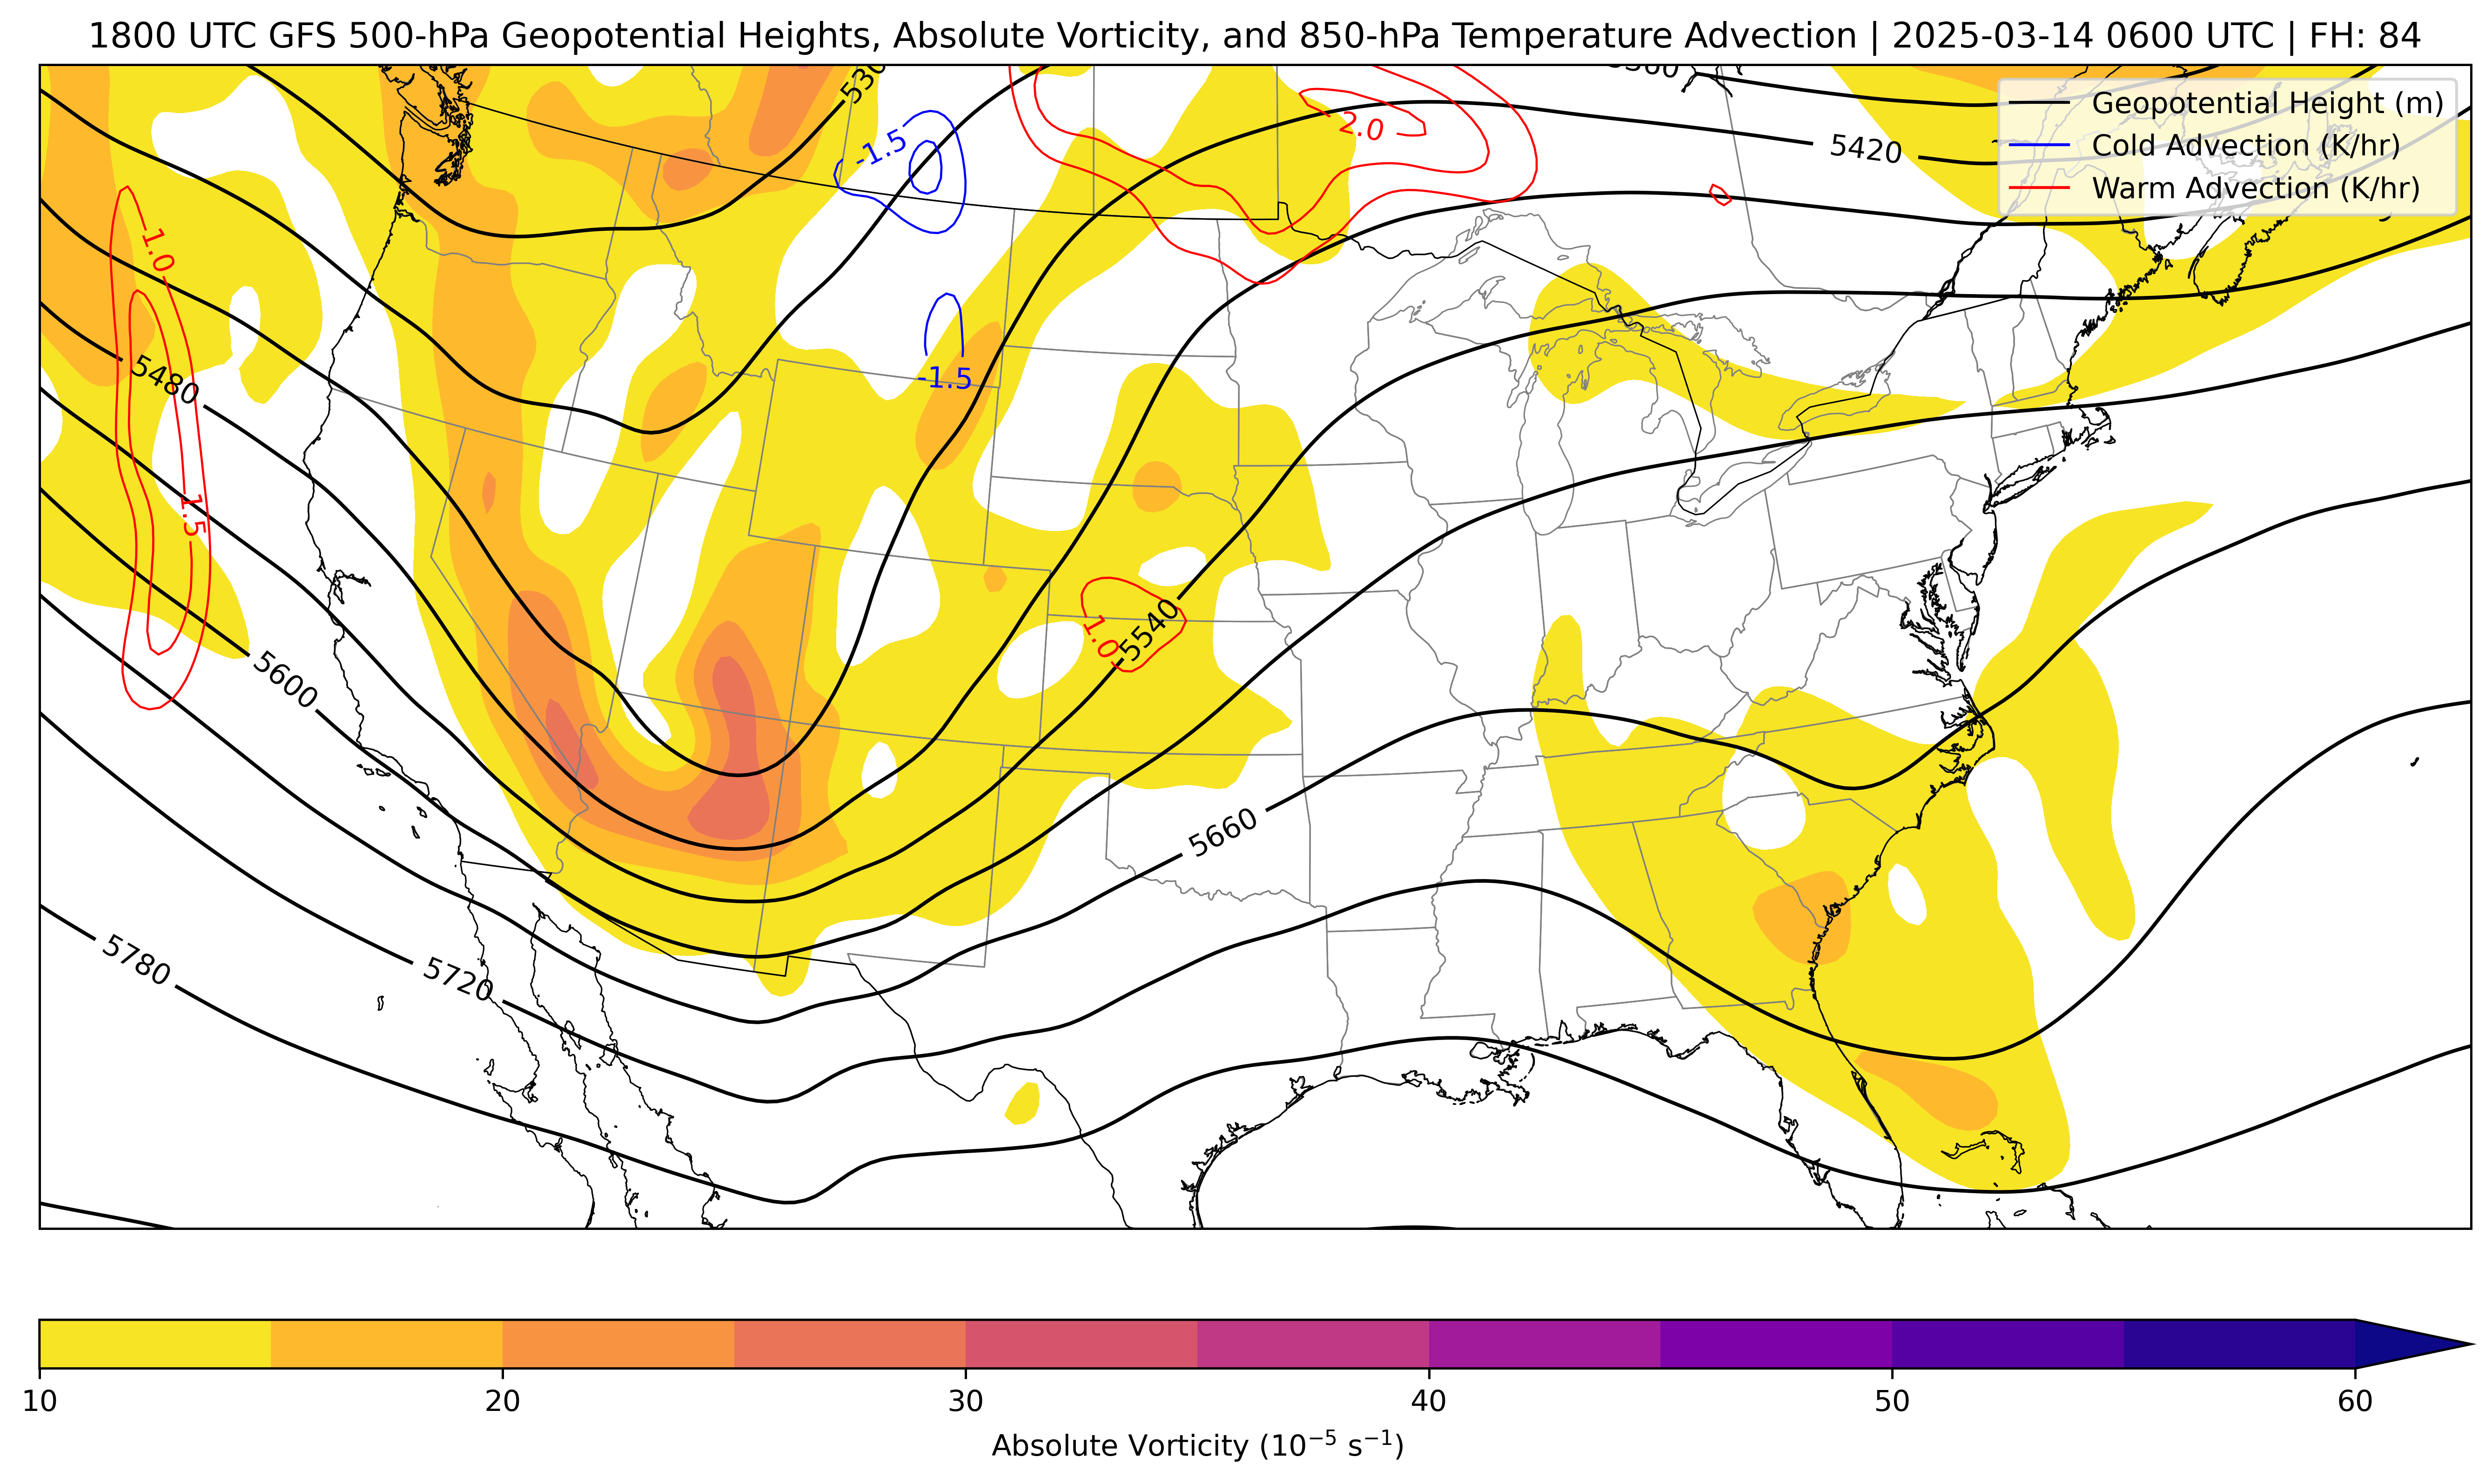 1800 UTC GFS 500-hPa Geopotential Heights, Absolute Vorticity, and 850-hPa Temperature Advection | 2025-03-14 0600 UTC | FH: 84
Geopotential Height (m)
Cold Advection (K/hr)
Warm Advection (K/hr)
2.0
-1.5
5420
1.0
-1.5
5480
1.5
1.0
5540
5600
5660
5720
5780
10 20 30 40 50 60
Absolute Vorticity (10⁻⁵ s⁻¹)